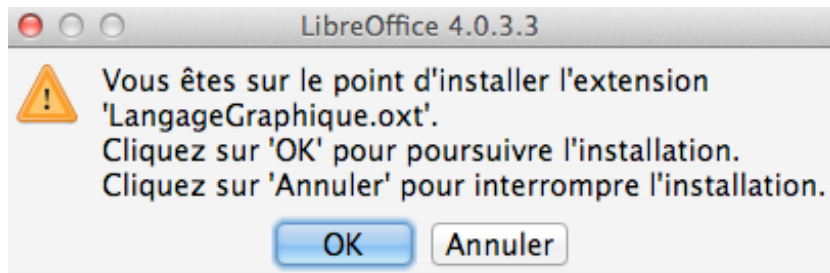 LibreOffice 4.0.3.3
Vous êtes sur le point d'installer l'extension
'LangageGraphique.oxt'.
Cliquez sur 'OK' pour poursuivre l'installation.
Cliquez sur 'Annuler' pour interrompre l'installation.
OK Annuler